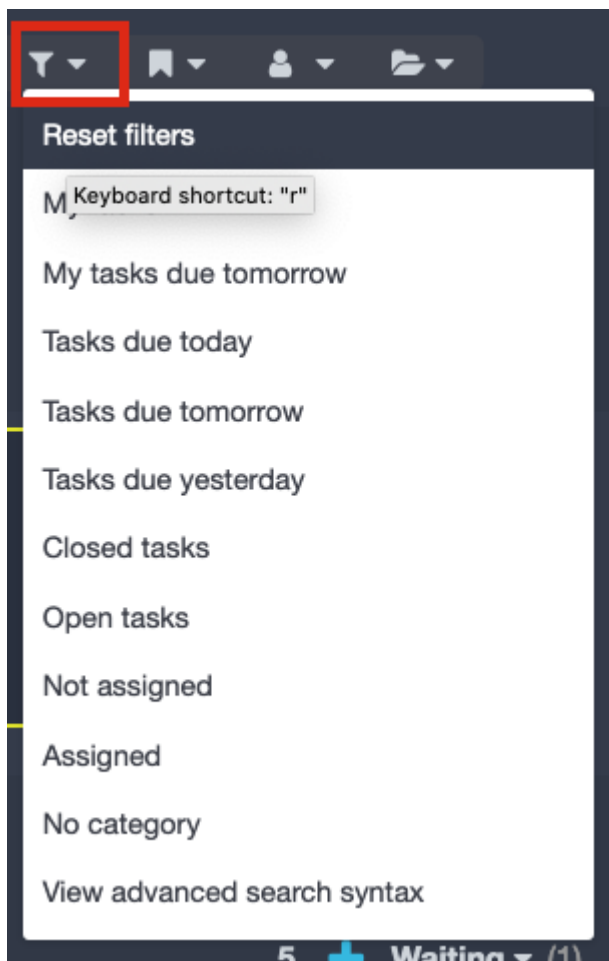 Reset filters
Keyboard shortcut: "r"
My
My tasks due tomorrow
Tasks due today
Tasks due tomorrow
Tasks due yesterday
Closed tasks
Open tasks
Not assigned
Assigned
No category
View advanced search syntax
5 Waiting (1)